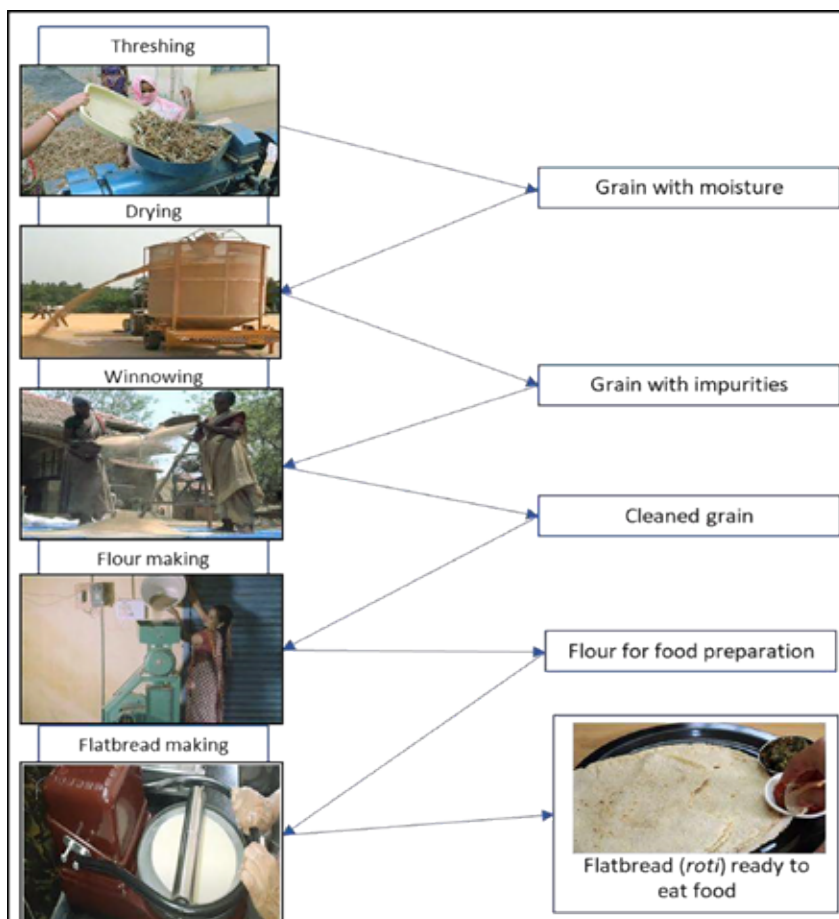 Threshing
Grain with moisture
Drying
Winnowing
Grain with impurities
Cleaned grain
Flour making
Flour for food preparation
Flatbread making
Flatbread (roti) ready to
eat food